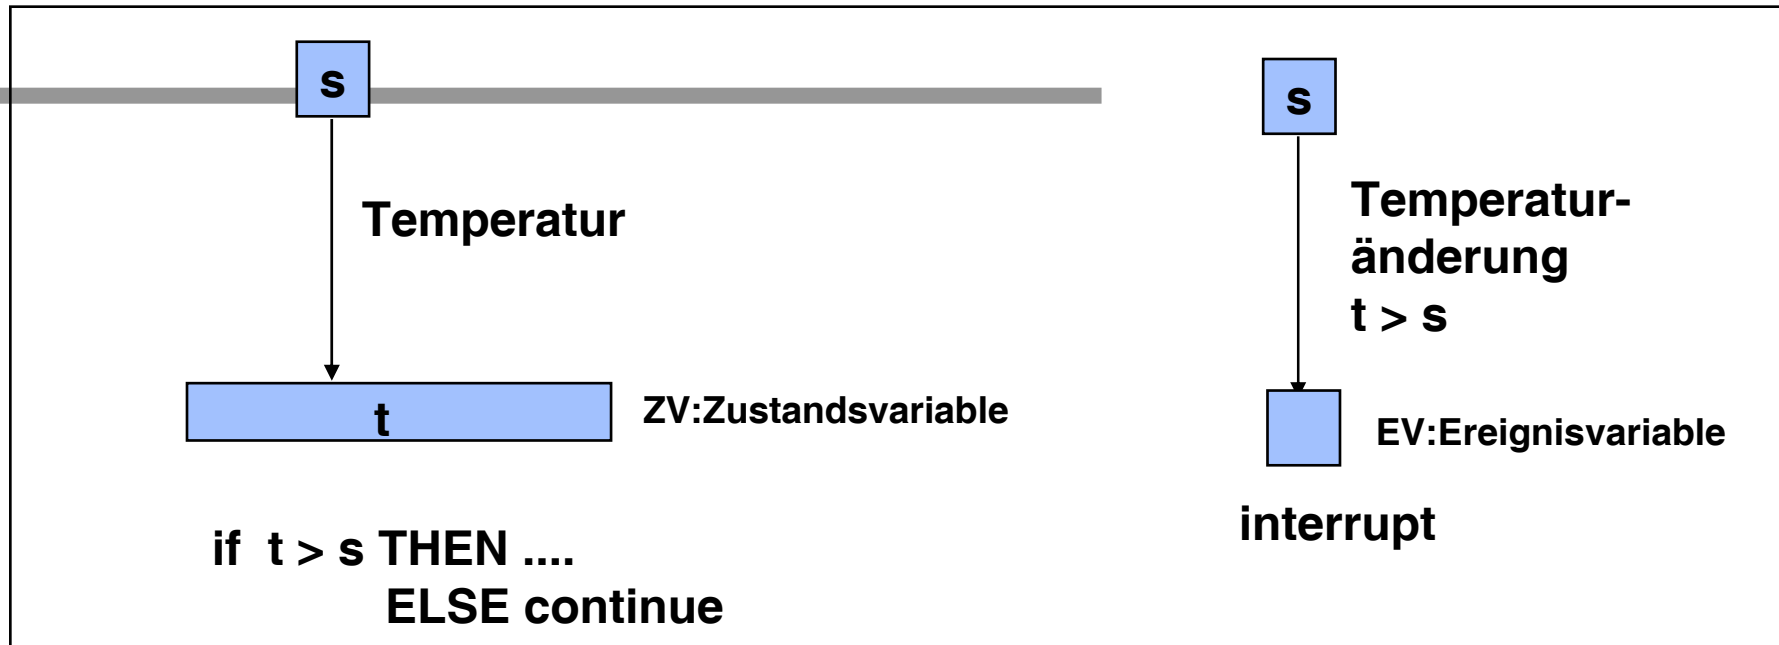 s
Temperatur
t
ZV:Zustandsvariable
if t > s THEN ....
ELSE continue
s
Temperatur-
änderung
t > s
EV:Ereignisvariable
interrupt